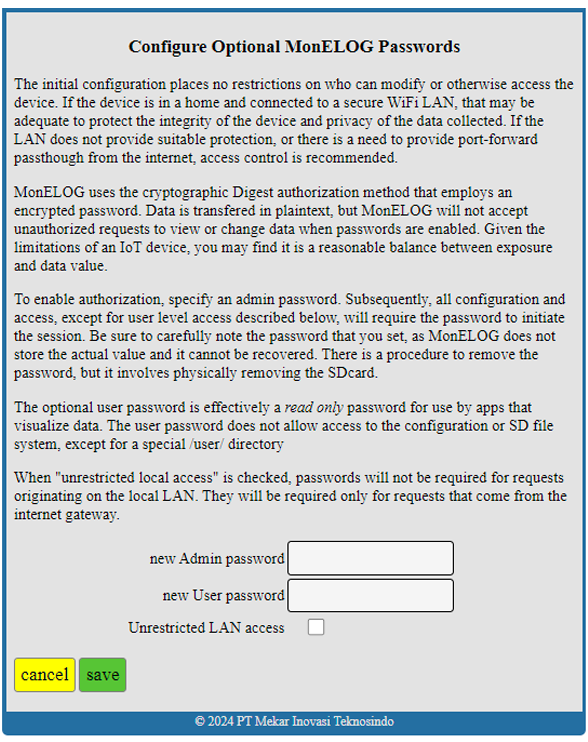 Configure Optional MonELOG Passwords
The initial configuration places no restrictions on who can modify or otherwise access the
device. If the device is in a home and connected to a secure WiFi LAN, that may be
adequate to protect the integrity of the device and privacy of the data collected. If the
LAN does not provide suitable protection, or there is a need to provide port-forward
passthough from the internet, access control is recommended.
MonELOG uses the cryptographic Digest authorization method that employs an
encrypted password. Data is transfered in plaintext, but MonELOG will not accept
unauthorized requests to view or change data when passwords are enabled. Given the
limitations of an IoT device, you may find it is a reasonable balance between exposure
and data value.
To enable authorization, specify an admin password. Subsequently, all configuration and
access, except for user level access described below, will require the password to initiate
the session. Be sure to carefully note the password that you set, as MonELOG does not
store the actual value and it cannot be recovered. There is a procedure to remove the
password, but it involves physically removing the SDcard.
The optional user password is effectively a read only password for use by apps that
visualize data. The user password does not allow access to the configuration or SD file
system, except for a special /user/ directory
When "unrestricted local access" is checked, passwords will not be required for requests
originating on the local LAN. They will be required only for requests that come from the
internet gateway.
new Admin password
new User password
Unrestricted LAN access
cancel save
© 2024 PT Mekar Inovasi Teknosindo